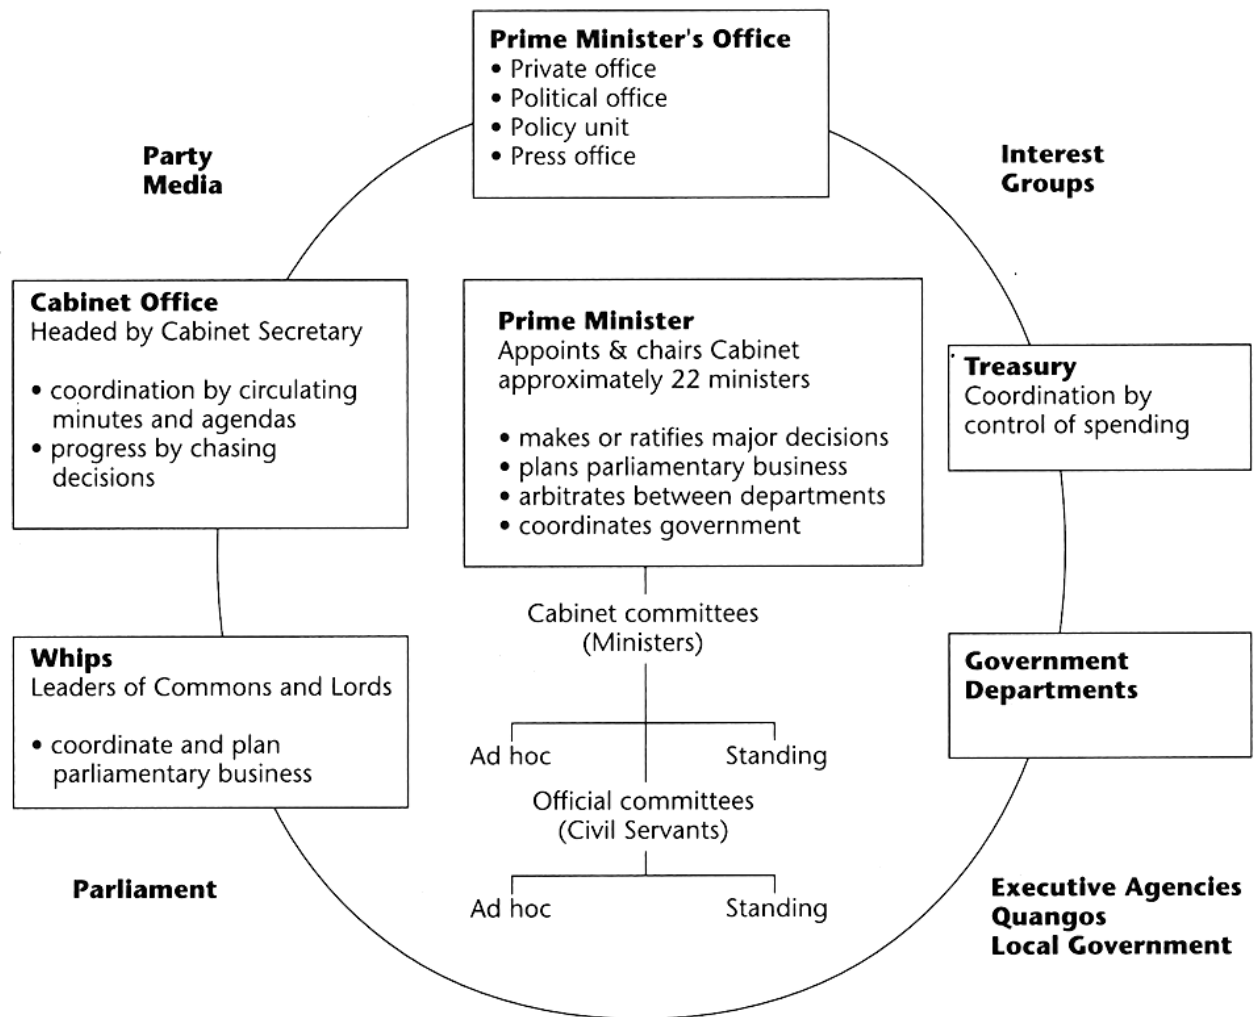 Prime Minister's Office
• Private office
• Political office
• Policy unit
• Press office
Party
Media
Interest
Groups
Cabinet Office
Headed by Cabinet Secretary
• coordination by circulating
minutes and agendas
• progress by chasing
decisions
Prime Minister
Appoints & chairs Cabinet
approximately 22 ministers
• makes or ratifies major decisions
• plans parliamentary business
• arbitrates between departments
• coordinates government
Treasury
Coordination by
control of spending
Cabinet committees
(Ministers)
Ad hoc
Standing
Official committees
(Civil Servants)
Ad hoc
Standing
Whips
Leaders of Commons and Lords
• coordinate and plan
parliamentary business
Government
Departments
Parliament
Executive Agencies
Quangos
Local Government